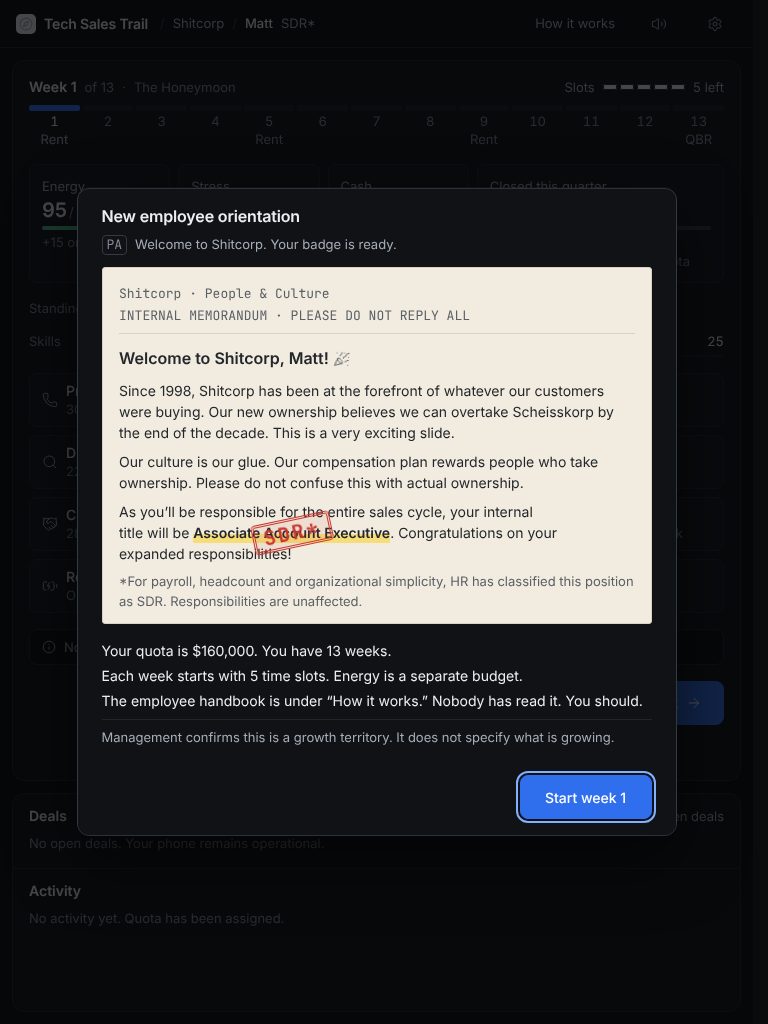 Tech Sales Trail / Shitcorp / Matt SDR* How it works
Week 1 of 13 · The Honeymoon Slots 5 left
1 2 3 4 5 6 7 8 9 10 11 12 13
Rent Rent Rent QBR
Energy Stress Cash Closed this quarter
95/
+15
Standin
Skills 25
New employee orientation
PA Welcome to Shitcorp. Your badge is ready.
Shitcorp · People & Culture
INTERNAL MEMORANDUM · PLEASE DO NOT REPLY ALL
Welcome to Shitcorp, Matt! 🎉
Since 1998, Shitcorp has been at the forefront of whatever our customers
were buying. Our new ownership believes we can overtake Scheisskorp by
the end of the decade. This is a very exciting slide.
Our culture is our glue. Our compensation plan rewards people who take
ownership. Please do not confuse this with actual ownership.
As you’ll be responsible for the entire sales cycle, your internal
title will be Associate Account Executive. Congratulations on your
SDR*
expanded responsibilities!
*For payroll, headcount and organizational simplicity, HR has classified this position
as SDR. Responsibilities are unaffected.
Your quota is $160,000. You have 13 weeks.
Each week starts with 5 time slots. Energy is a separate budget.
The employee handbook is under “How it works.” Nobody has read it. You should.
Management confirms this is a growth territory. It does not specify what is growing.
Start week 1
Deals en deals
No open deals. Your phone remains operational.
Activity
No activity yet. Quota has been assigned.